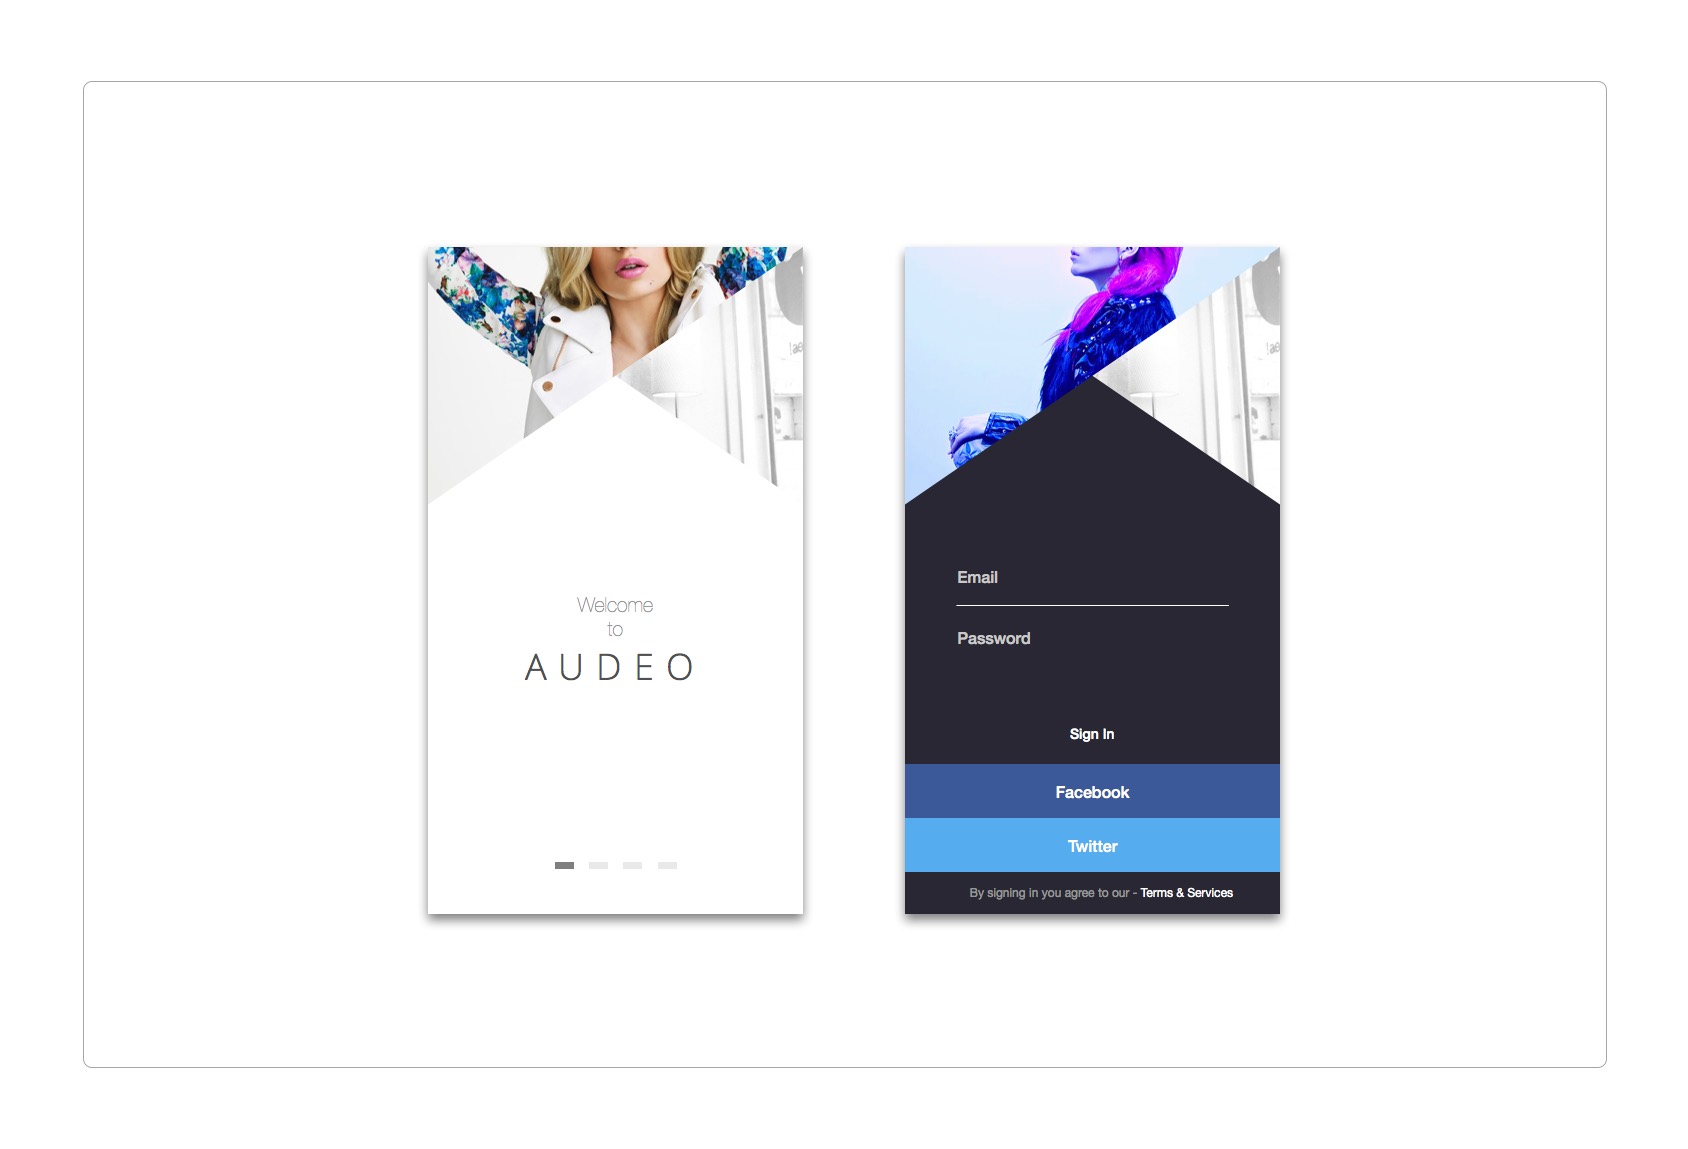 Welcome
to
AUDEO
Email
Password
Sign In
Facebook
Twitter
By signing in you agree to our - Terms & Services